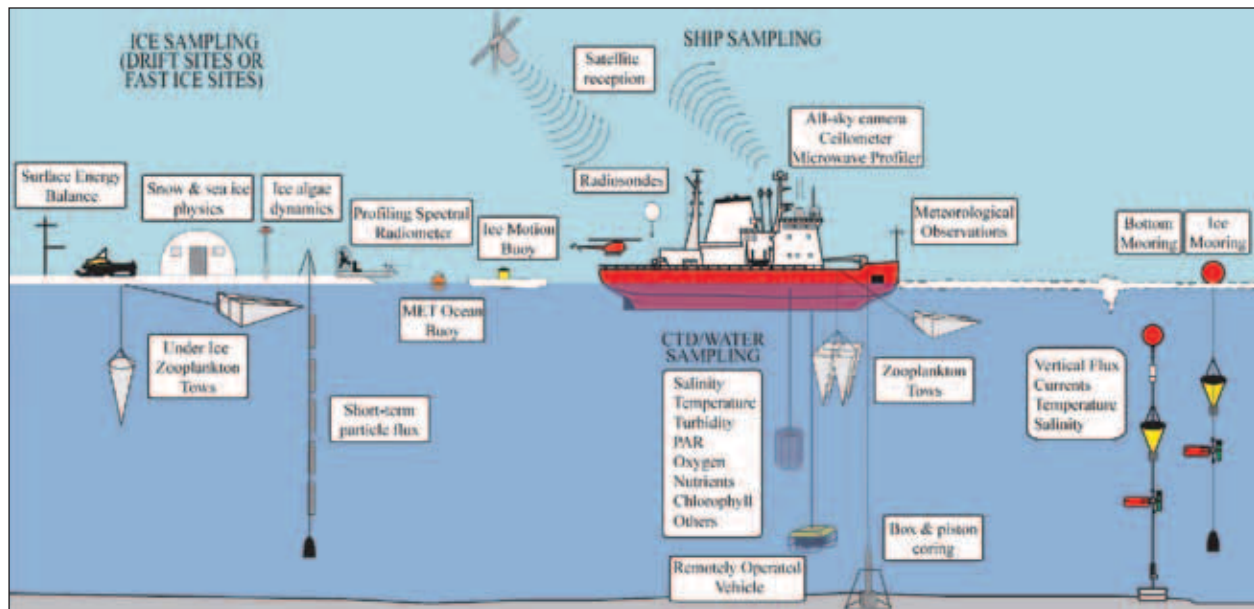 ICE SAMPLING
(DRIFT SITES OR
FAST ICE SITES)
SHIP SAMPLING
Satellite
reception
All-sky camera
Ceilometer
Microwave Profiler
Surface Energy
Balance
Snow & sea ice
physics
Ice algae
dynamics
Profiling Spectral
Radiometer
Ice Motion
Buoy
Radiosondes
Meteorological
Observations
Bottom
Mooring
Ice
Mooring
MET Ocean
Buoy
Under Ice
Zooplankton
Tows
Short-term
particle flux
CTD/WATER
SAMPLING
Salinity
Temperature
Turbidity
PAR
Oxygen
Nutrients
Chlorophyll
Others
Zooplankton
Tows
Vertical Flux
Currents
Temperature
Salinity
Box & piston
coring
Remotely Operated
Vehicle